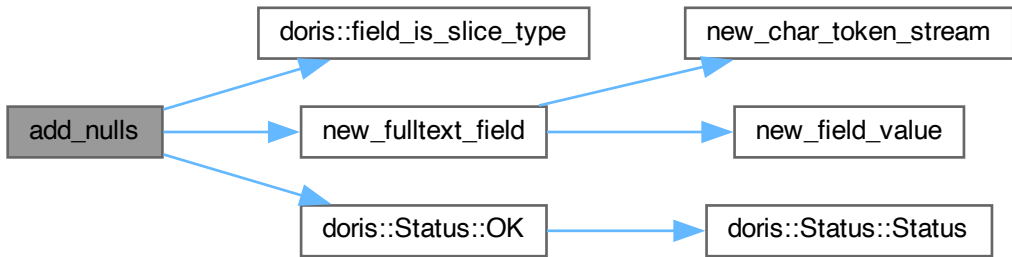 doris::field_is_slice_type
new_char_token_stream
add_nulls
new_fulltext_field
new_field_value
doris::Status::OK
doris::Status::Status